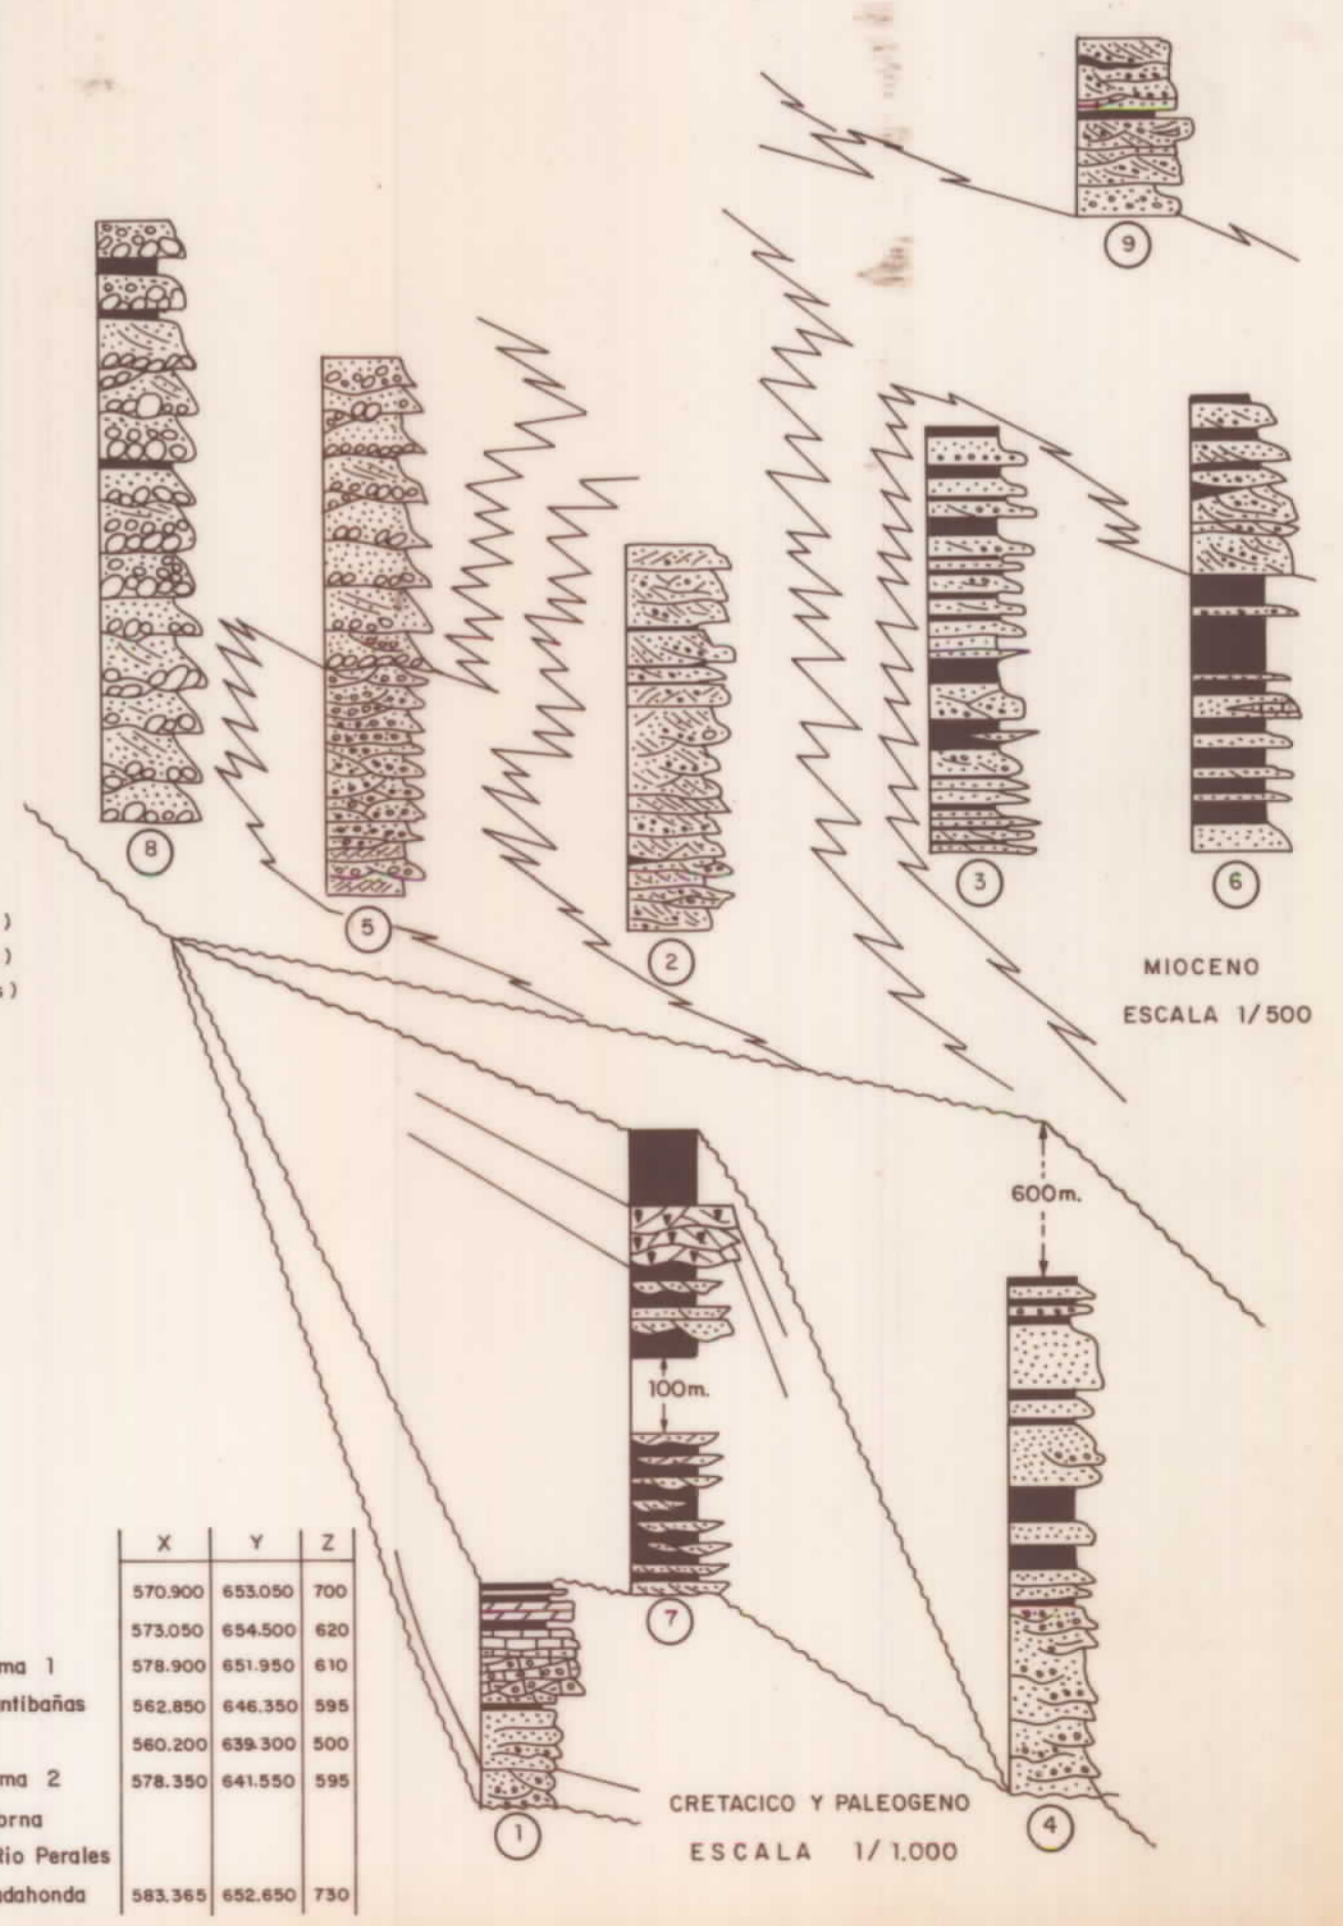 9
8
5
2
3
6
)
)
s)
MIOCENO
ESCALA 1/500
600m.
100m.
7
1
4
CRETACICO Y PALEOGENO
ESCALA 1/1.000
X Y Z
570.900 653.050 700
573.050 654.500 620
ma 1 578.900 651.950 610
ntibañas 562.850 646.350 595
560.200 639.300 500
ma 2 578.350 641.550 595
orna
Rio Perales
adahonda 583.365 652.650 730